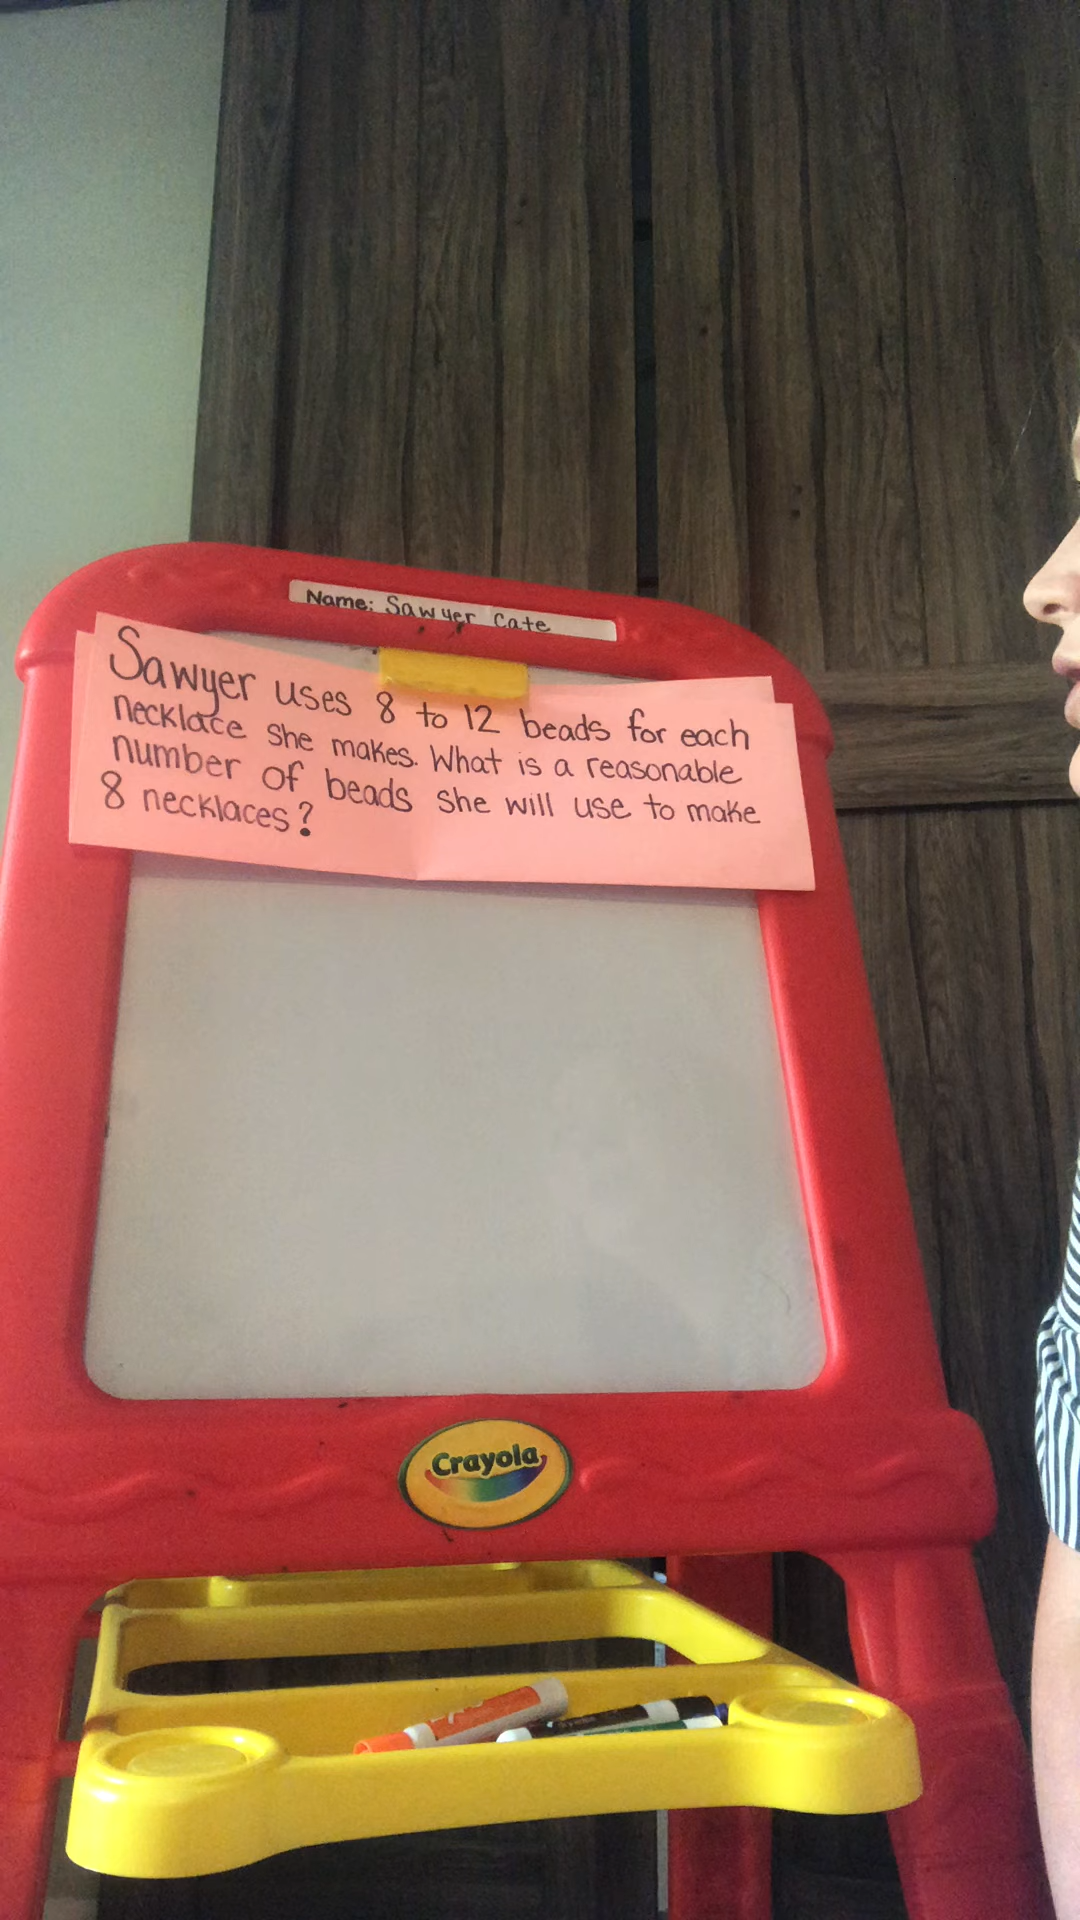 Name: Sawyer Cate
Sawyer uses 8 to 12 beads for each
necklace she makes. What is a reasonable
number of beads she will use to make
8 necklaces?
Crayola